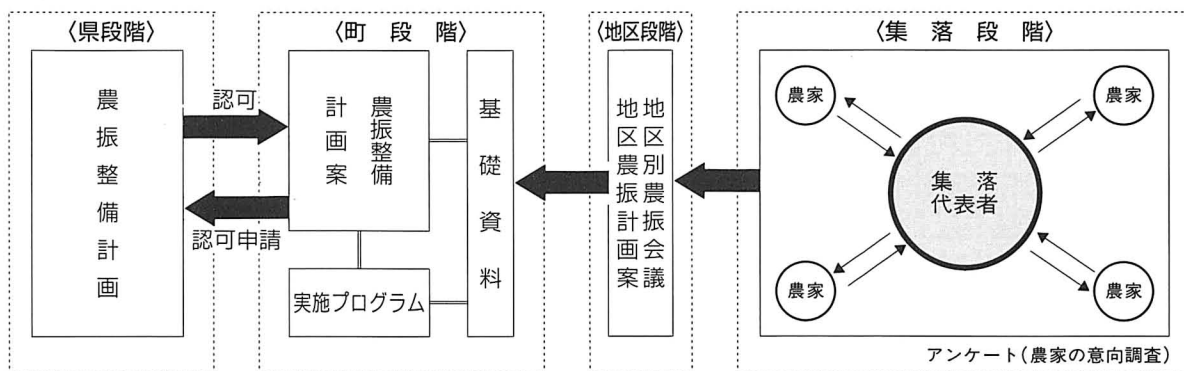 〈県段階〉
農振整備計画
認可
認可申請
〈町段階〉
農振整備
計画案
実施プログラム
基礎資料
〈地区段階〉
地区別農振会議
地区農振計画案
〈集落段階〉
農家
農家
集落
代表者
農家
農家
アンケート(農家の意向調査)